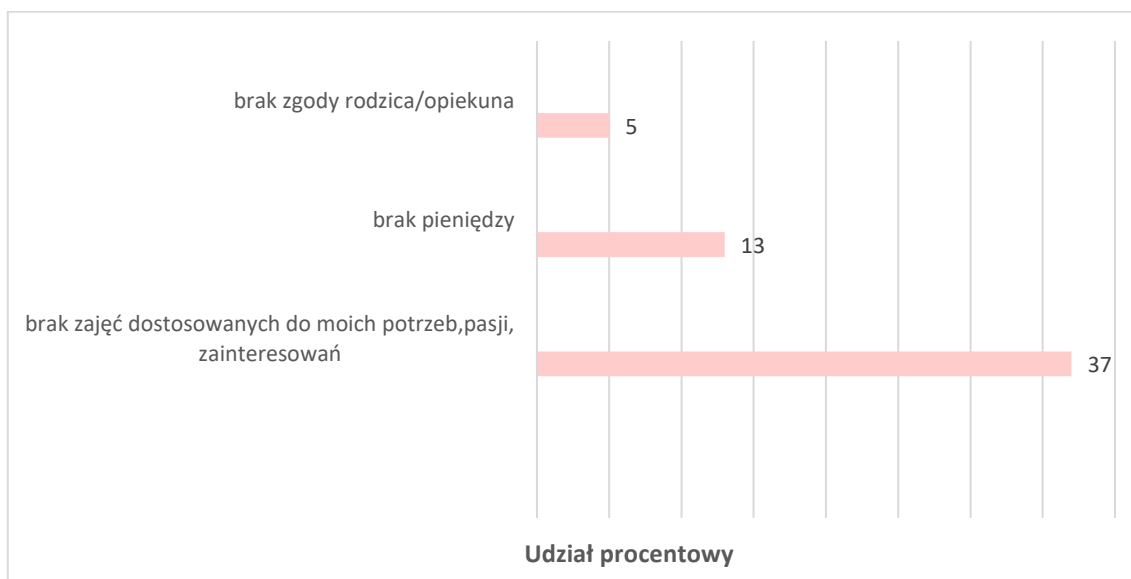 brak zgody rodzica/opiekuna
5
brak pieniędzy
13
brak zajęć dostosowanych do moich potrzeb,pasji,
zainteresowań
37
Udział procentowy